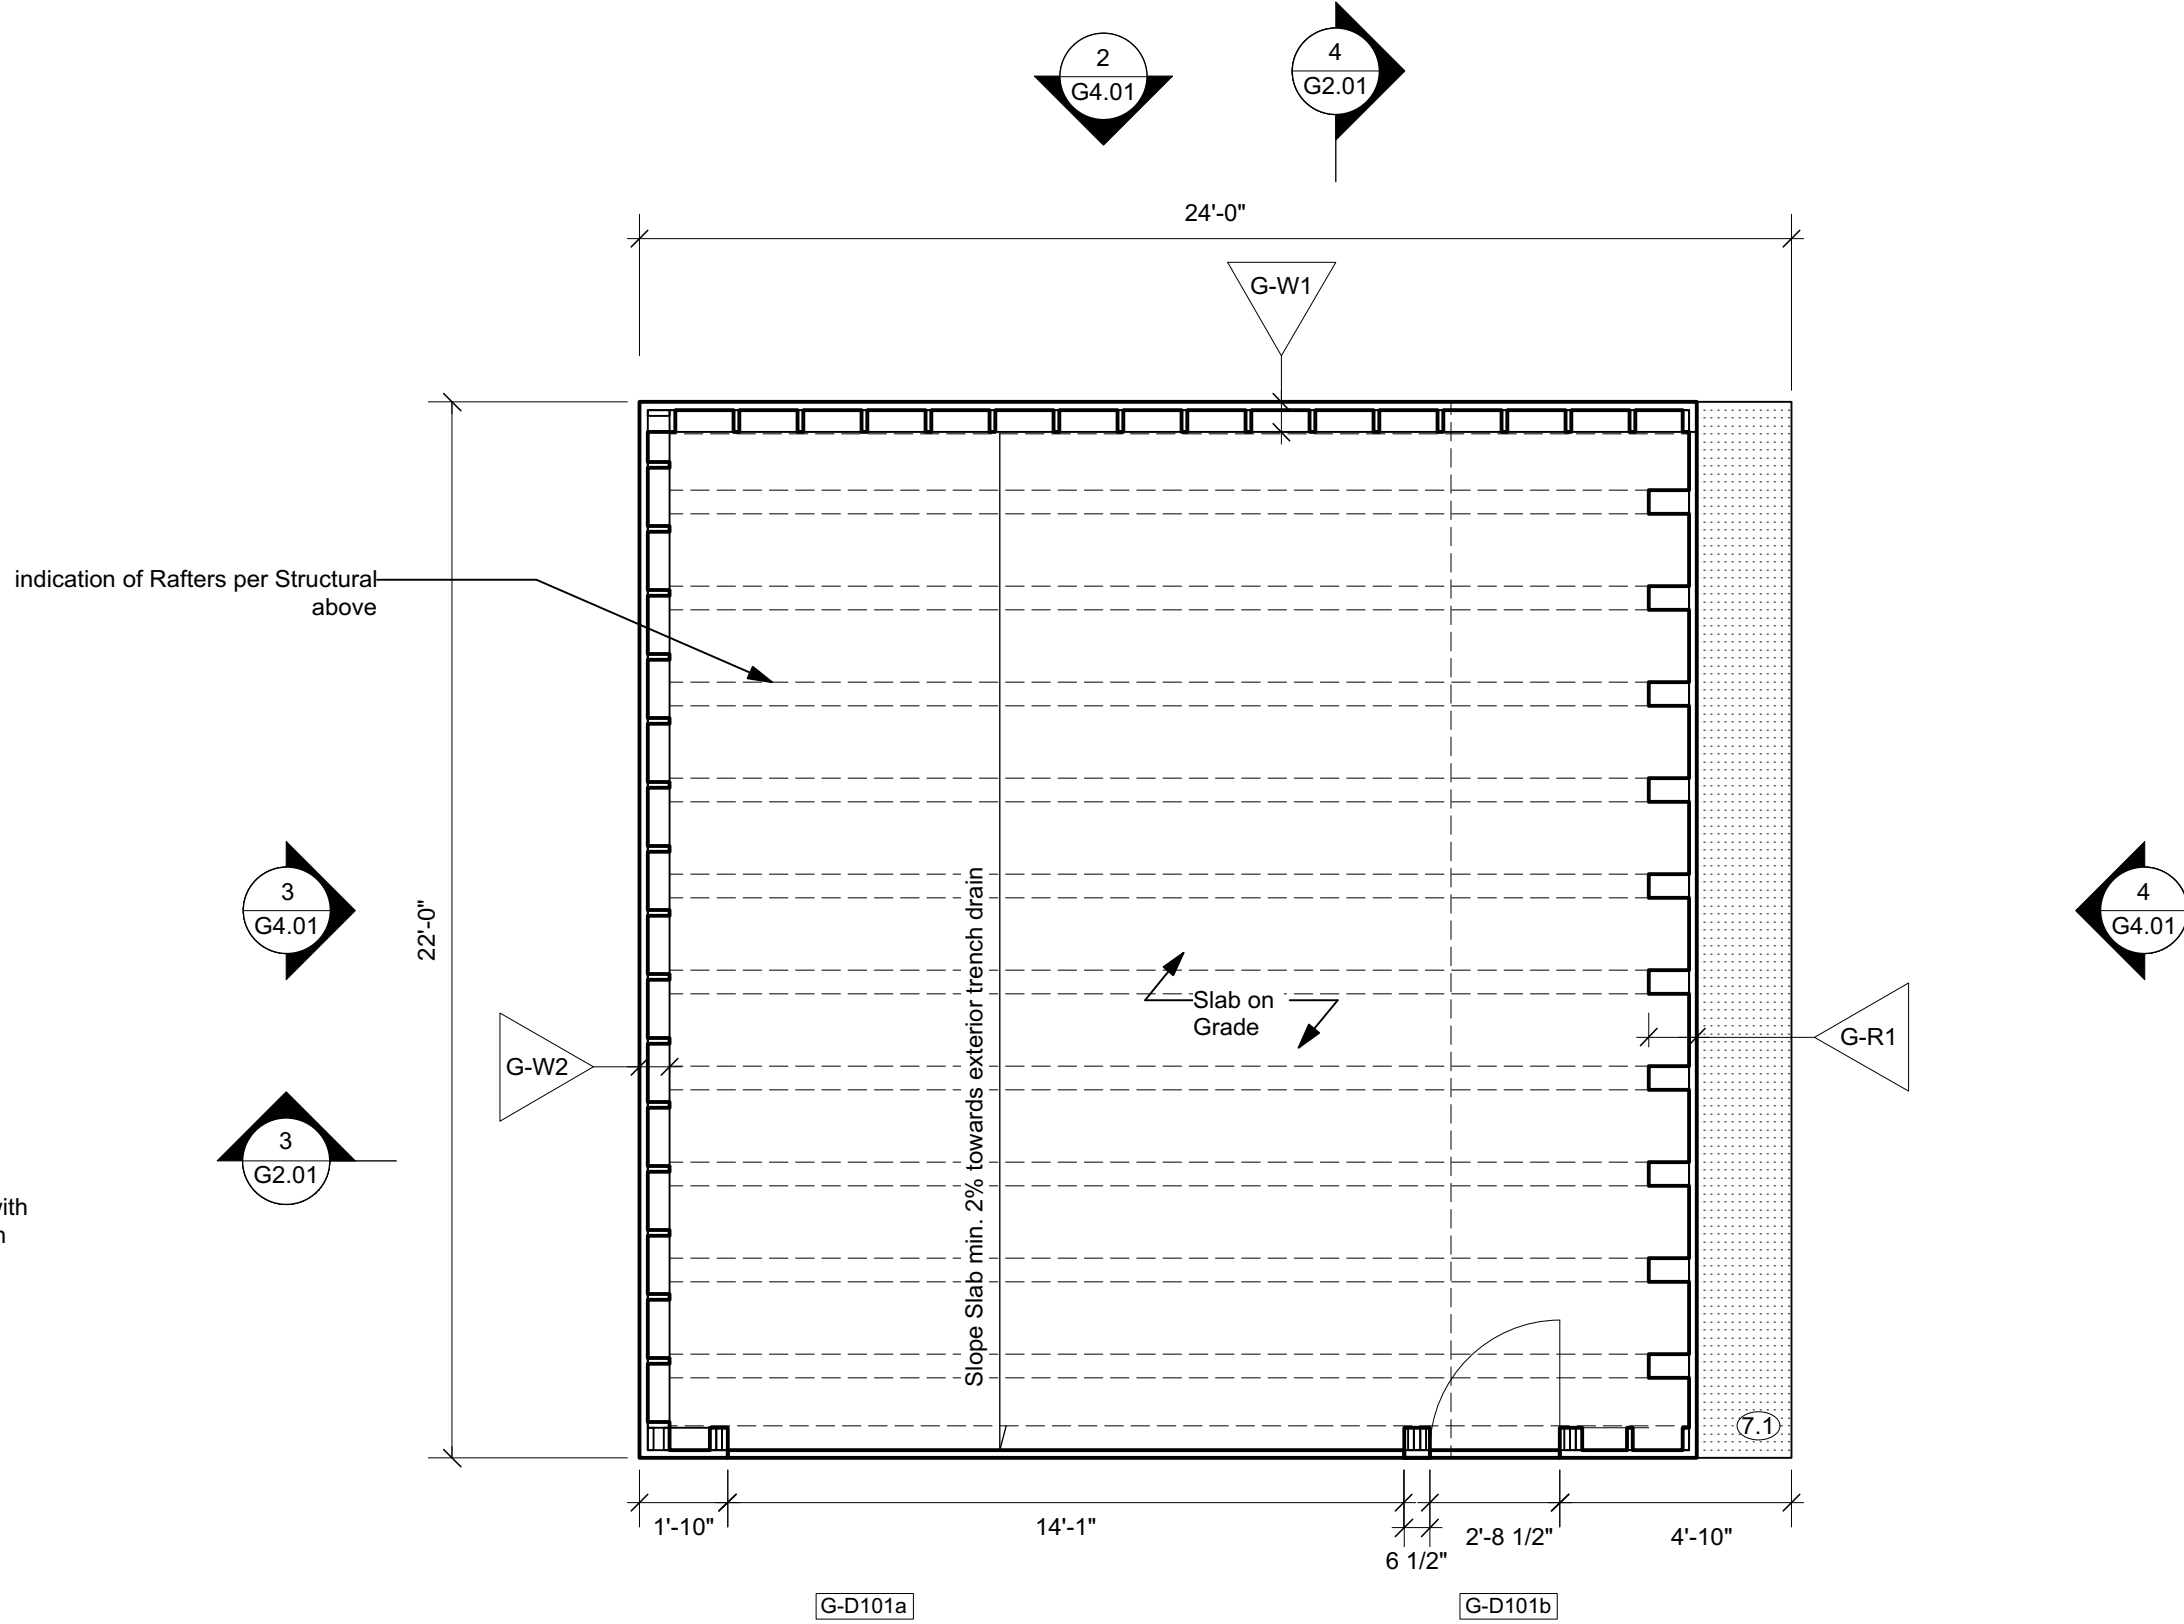 2
G4.01
4
G2.01
24'-0"
G-W1
indication of Rafters per Structural
above
22'-0"
3
G4.01
4
G4.01
Slope Slab min. 2% towards exterior trench drain
Slab on
Grade
G-R1
G-W2
3
G2.01
7.1
1'-10"
14'-1"
6 1/2"
2'-8 1/2"
4'-10"
G-D101a
G-D101b